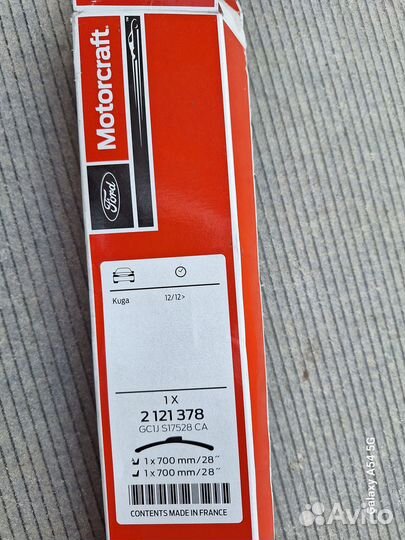 Motorcraft®
Ford
Kuga 12/12>
1 X
2 121 378
GC1J S17528 CA
1 x 700 mm/28"
1 x 700 mm/28"
CONTENTS MADE IN FRANCE
Galaxy A54 5G
Avito